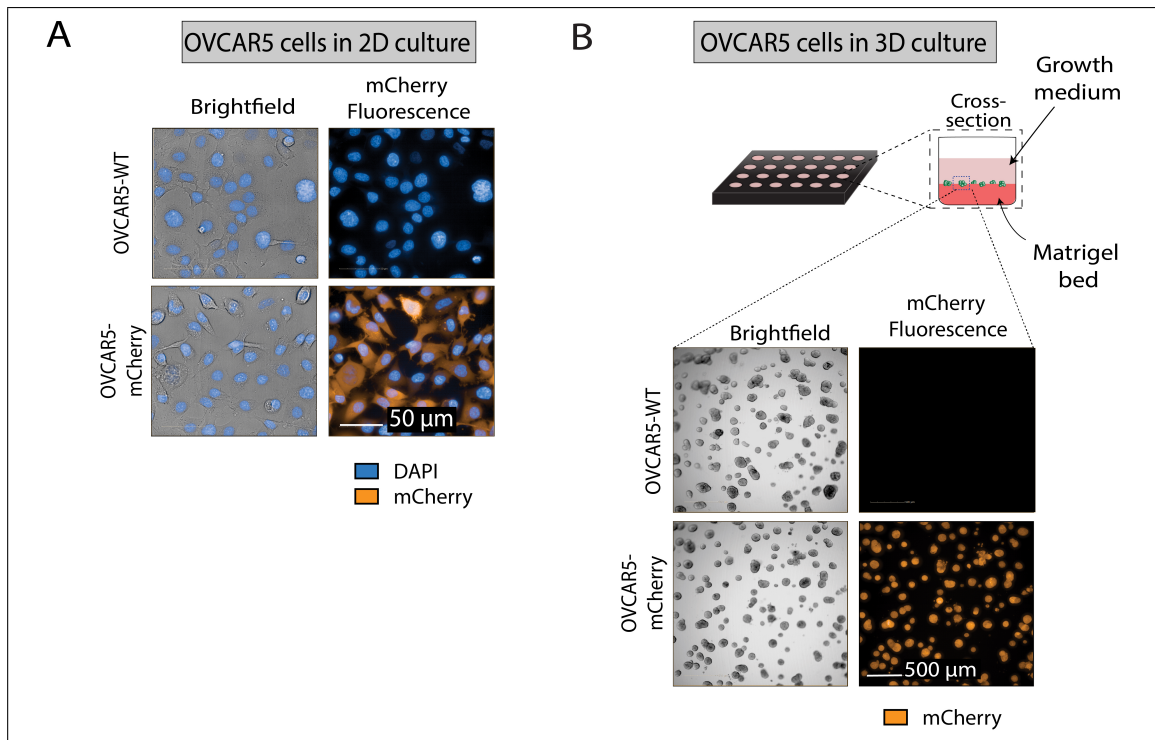 A
OVCAR5 cells in 2D culture
Brightfield
mCherry
Fluorescence
OVCAR5-WT
OVCAR5-
mCherry
50 µm
DAPI
mCherry
B
OVCAR5 cells in 3D culture
Cross-
section
Growth
medium
Matrigel
bed
Brightfield
mCherry
Fluorescence
OVCAR5-WT
OVCAR5-
mCherry
500 µm
mCherry